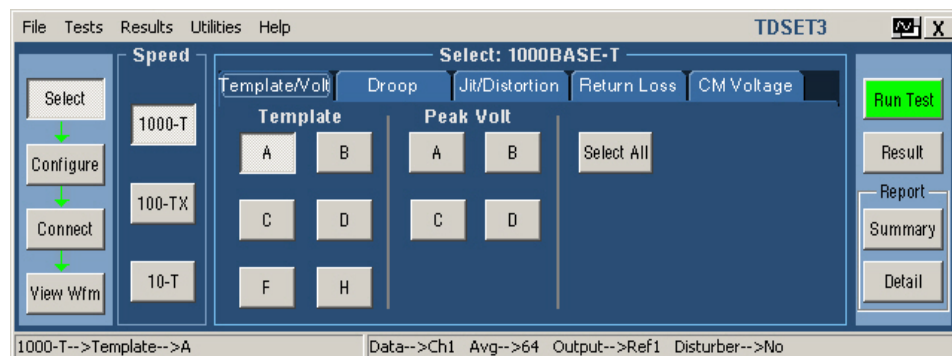 File Tests Results Utilities Help TDSET3 X
Speed
Select: 1000BASE-T
Select
Configure
Connect
View Wfm
1000-T
100-TX
10-T
Template/Volt Droop Jit/Distortion Return Loss CM Voltage
Template Peak Volt
A B A B Select All
C D C D
F H
Run Test
Result
Report
Summary
Detail
1000-T-->Template-->A Data-->Ch1 Avg-->64 Output-->Ref1 Disturber-->No